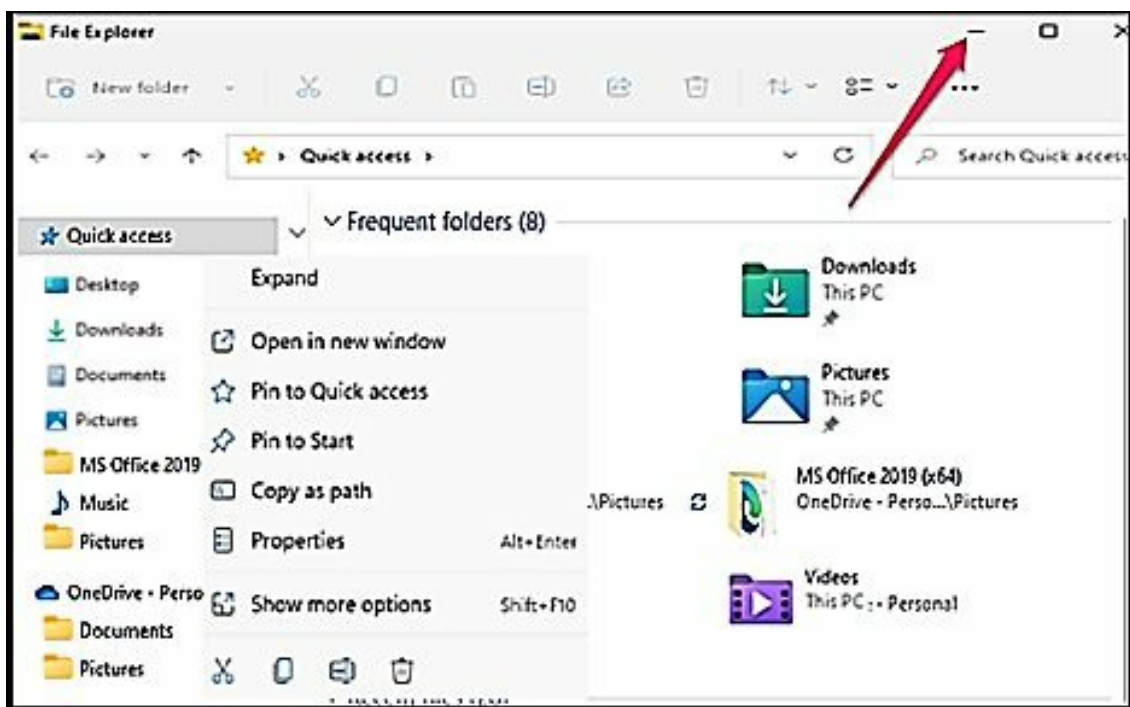 File Explorer
New folder
Quick access
Search Quick access
Quick access
Frequent folders (8)
Desktop
Downloads
Documents
Pictures
MS Office 2019
Music
Pictures
OneDrive - Perso
Documents
Pictures
Expand
Open in new window
Pin to Quick access
Pin to Start
Copy as path
Properties Alt+Enter
Show more options Shift+F10
Downloads
This PC
Pictures
This PC
.\Pictures
MS Office 2019 (x64)
OneDrive - Perso...\Pictures
Videos
This PC : - Personal